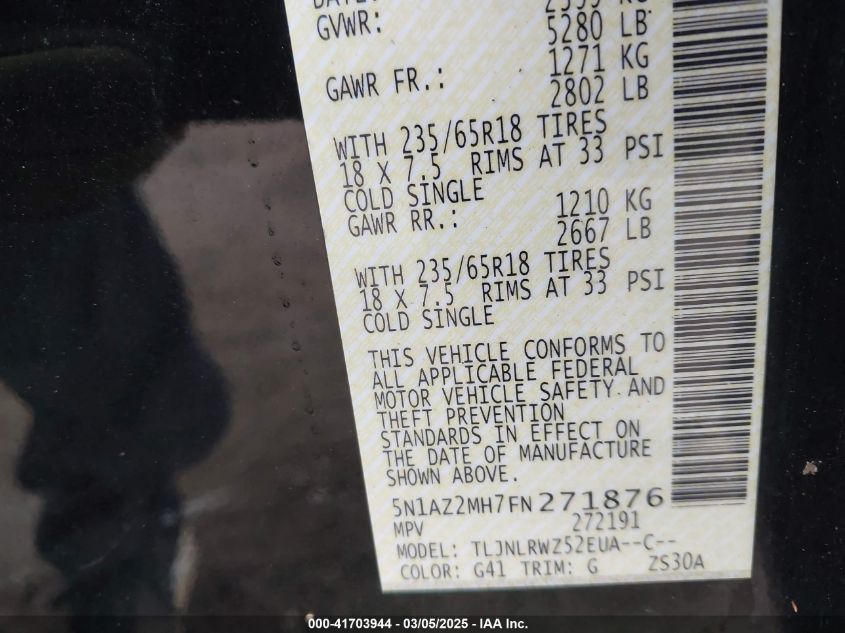 GVWR: 5280 LB
GAWR FR.: 1271 KG
2802 LB
WITH 235/65R18 TIRES
18 X 7.5 RIMS AT 33 PSI
COLD SINGLE
GAWR RR.: 1210 KG
2667 LB
WITH 235/65R18 TIRES
18 X 7.5 RIMS AT 33 PSI
COLD SINGLE
THIS VEHICLE CONFORMS TO
ALL APPLICABLE FEDERAL
MOTOR VEHICLE SAFETY AND
THEFT PREVENTION
STANDARDS IN EFFECT ON
THE DATE OF MANUFACTURE
SHOWN ABOVE.
5N1AZ2MH7FN271876
MPV 272191
MODEL: TLJNLRWZ52EUA--C--
COLOR: G41 TRIM: G ZS30A
000-41703944 — 03/05/2025 - IAA Inc.